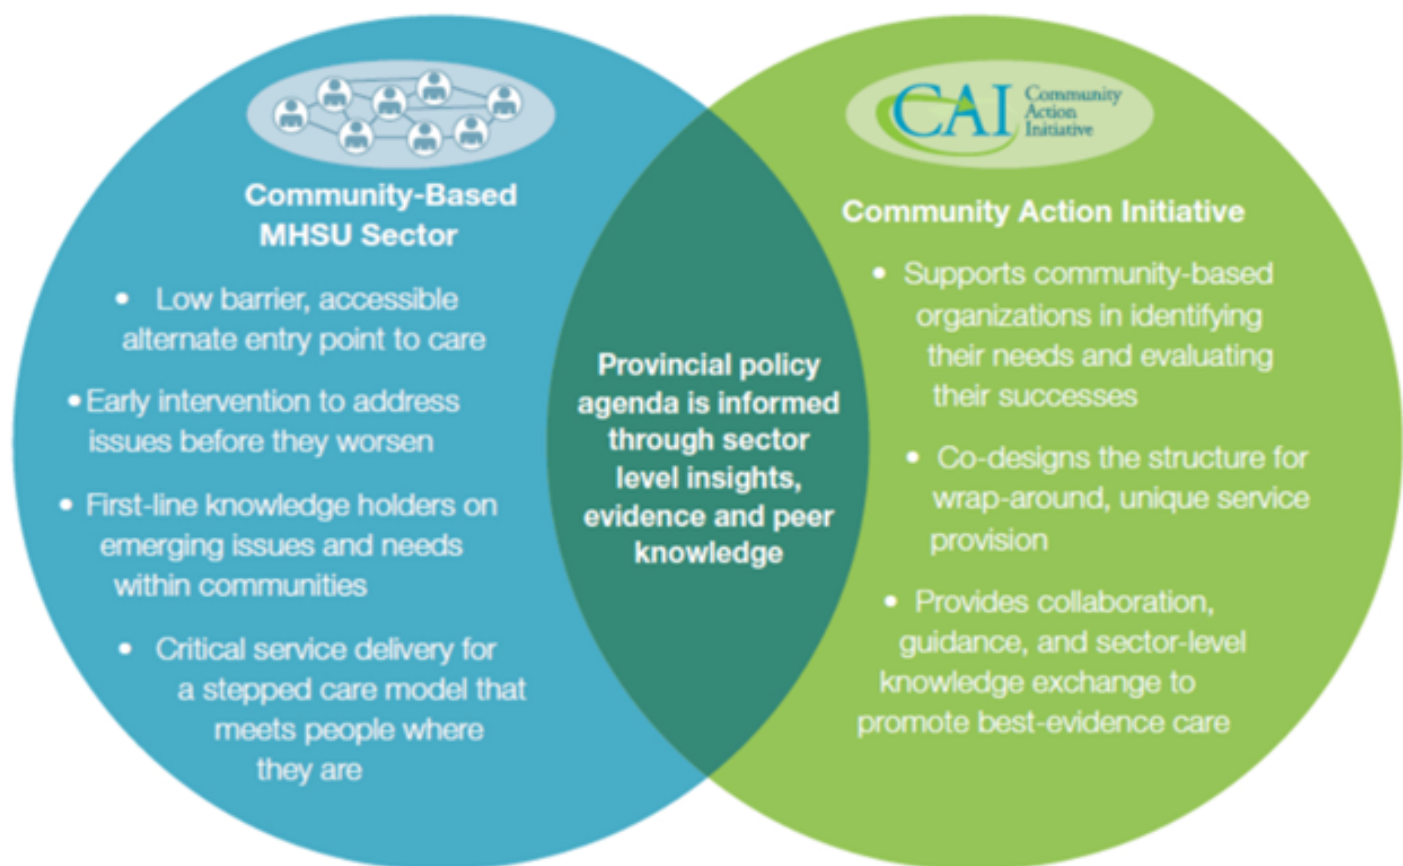 Community-Based
MHSU Sector
• Low barrier, accessible
alternate entry point to care
• Early intervention to address
issues before they worsen
• First-line knowledge holders on
emerging issues and needs
within communities
• Critical service delivery for
a stepped care model that
meets people where
they are
Provincial policy
agenda is informed
through sector
level insights,
evidence and peer
knowledge
CAI Community
Action
Initiative
Community Action Initiative
• Supports community-based
organizations in identifying
their needs and evaluating
their successes
• Co-designs the structure for
wrap-around, unique service
provision
• Provides collaboration,
guidance, and sector-level
knowledge exchange to
promote best-evidence care